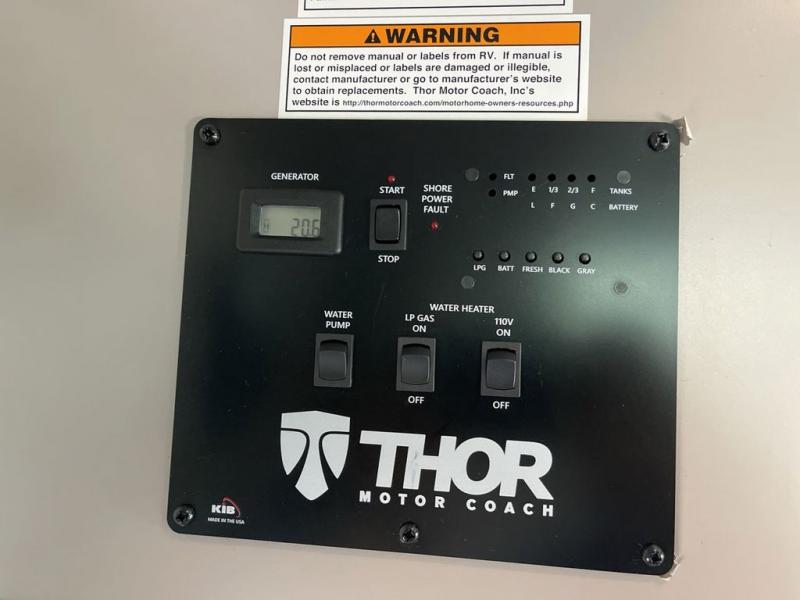 WARNING
Do not remove manual or labels from RV. If manual is
lost or misplaced or labels are damaged or illegible,
contact manufacturer or go to manufacturer's website
to obtain replacements. Thor Motor Coach, Inc's
website is http://thormotorcoach.com/motorhome-owners-resources.php
GENERATOR
20.6
START
STOP
SHORE
POWER
FAULT
FLT
PMP
E 1/3 2/3 F TANKS
L F G C BATTERY
LPG BATT FRESH BLACK GRAY
WATER
PUMP
WATER HEATER
LP GAS
ON
OFF
110V
ON
OFF
THOR
MOTOR COACH
KIB
MADE IN THE USA